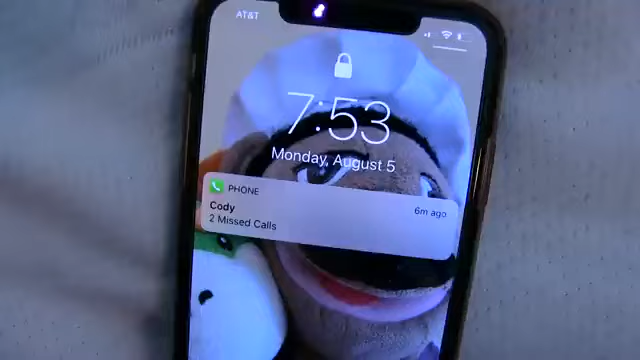 AT&T
7:53
Monday, August 5
PHONE
Cody
6m ago
2 Missed Calls